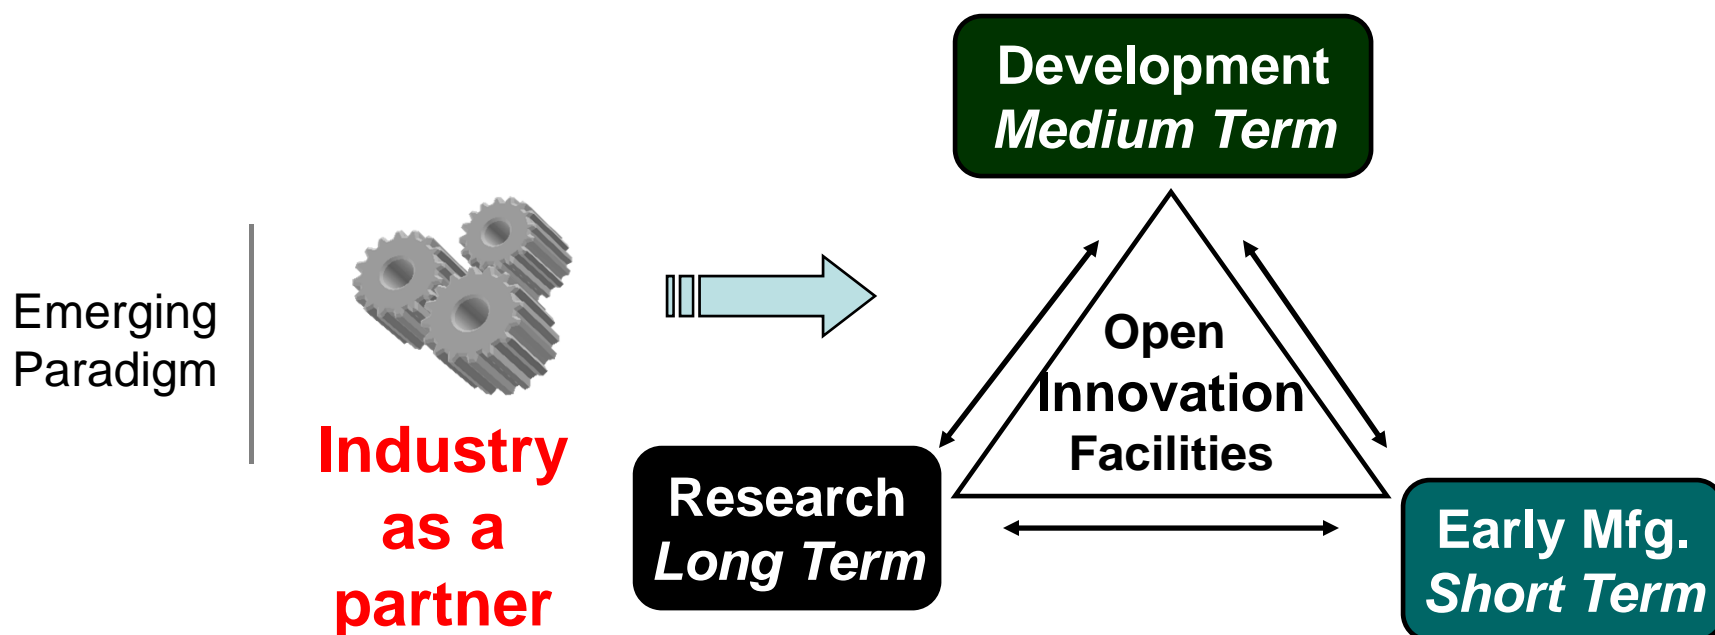 Emerging
Paradigm
Industry
as a
partner
Development
Medium Term
Open
Innovation
Facilities
Research
Long Term
Early Mfg.
Short Term